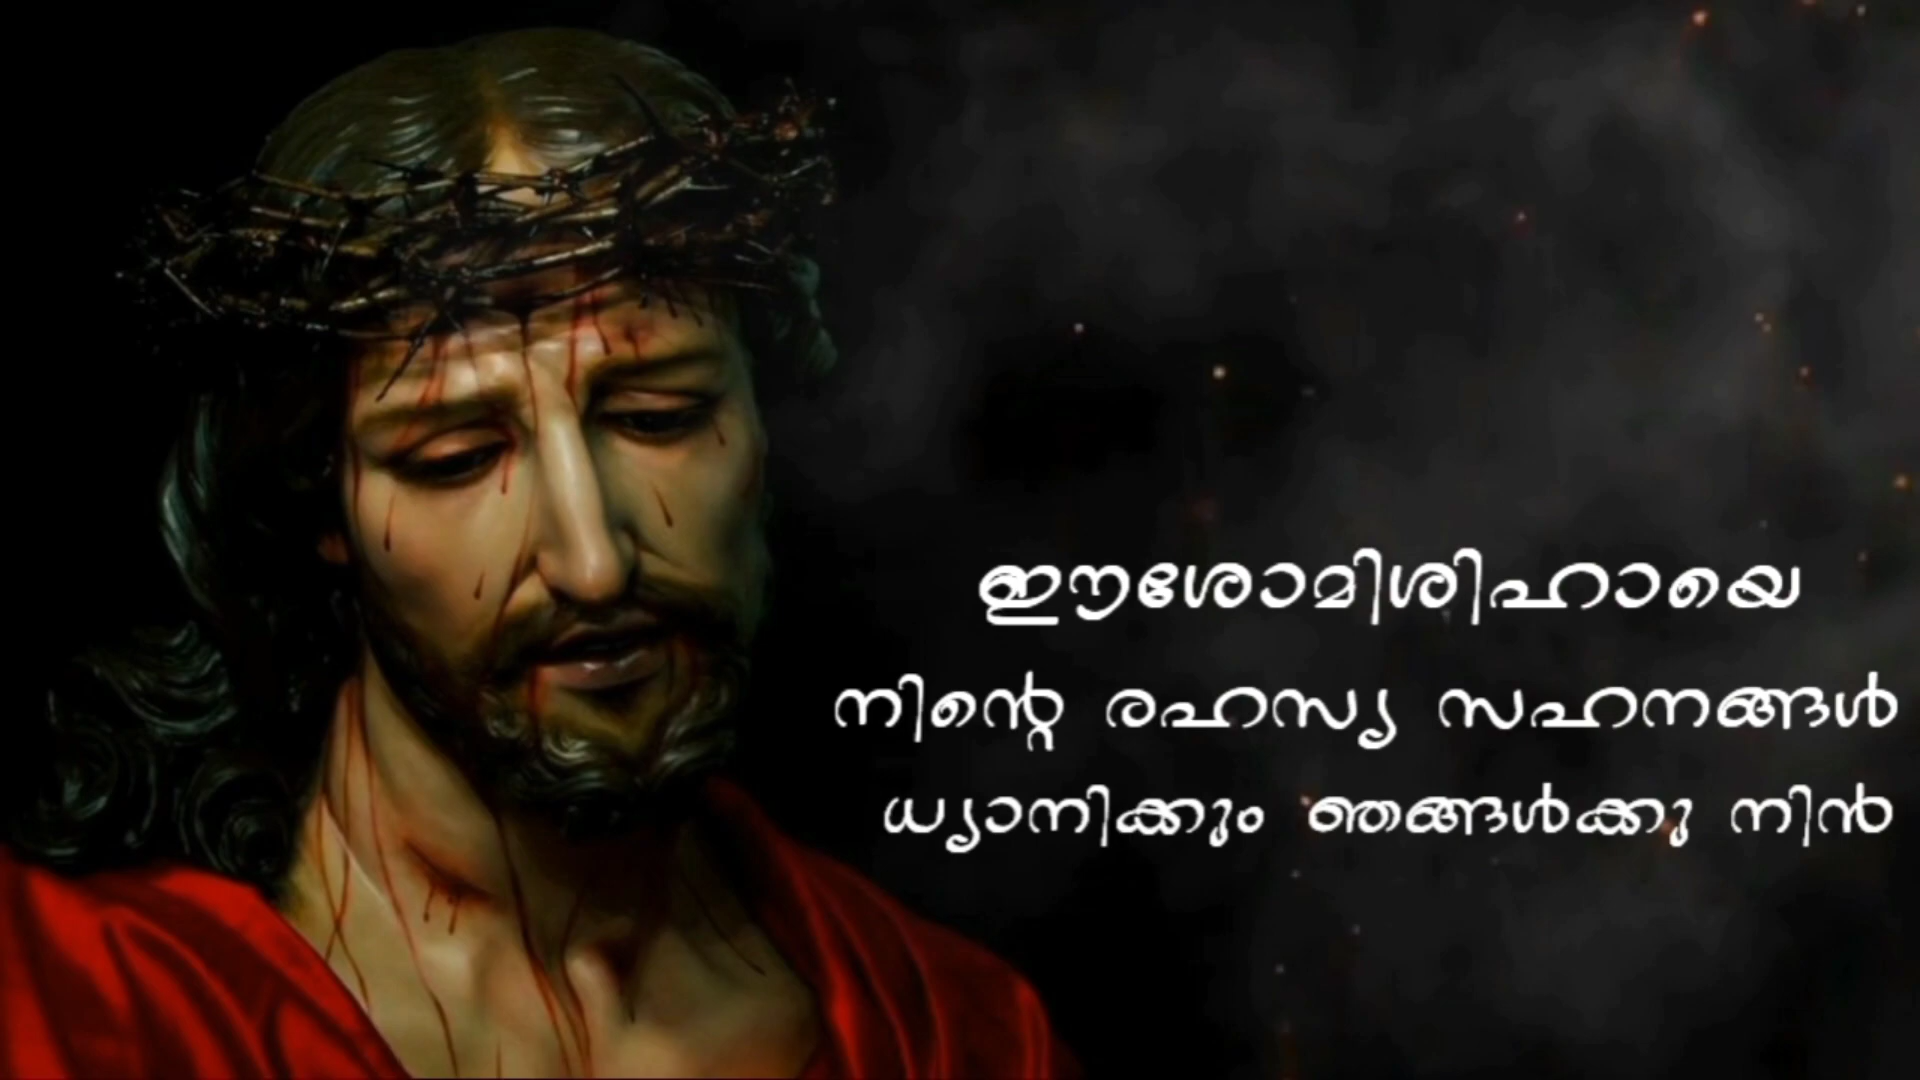 ഈശോമിശിഹായെ
നിന്റെ രഹസ്യ സഹനങ്ങൾ
ധ്യാനിക്കും ഞങ്ങൾക്കു നിൻ